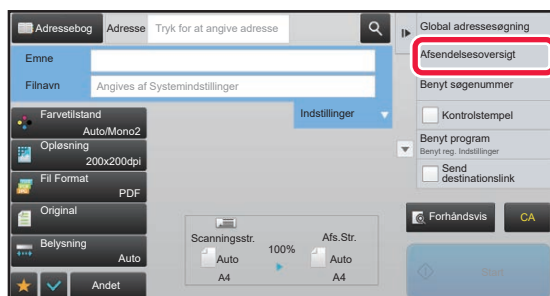 Adressebog
Adresse
Tryk for at angive adresse
Emne
Filnavn
Angives af Systemindstillinger
Indstillinger
Farvetilstand
Auto/Mono2
Opløsning
200x200dpi
Fil Format
PDF
Original
Belysning
Auto
Andet
Scanningsstr.
Auto
A4
100%
Afs.Str.
Auto
A4
Global adressesøgning
Afsendelsesoversigt
Benyt søgenummer
Kontrolstempel
Benyt program
Benyt reg. Indstillinger
Send
destinationslink
Forhåndsvis
CA
Start